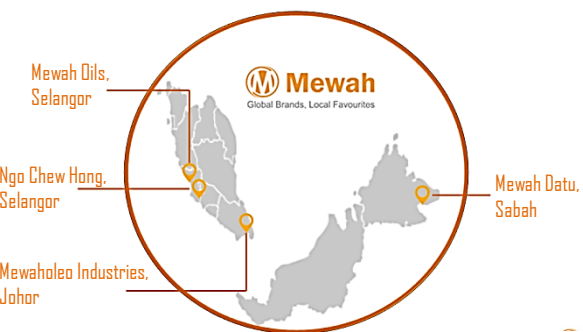 Mewah Oils,
Selangor
Mewah
Global Brands, Local Favourites
Ngo Chew Hong,
Selangor
Mewah Datu,
Sabah
Mewaholeo Industries,
Johor